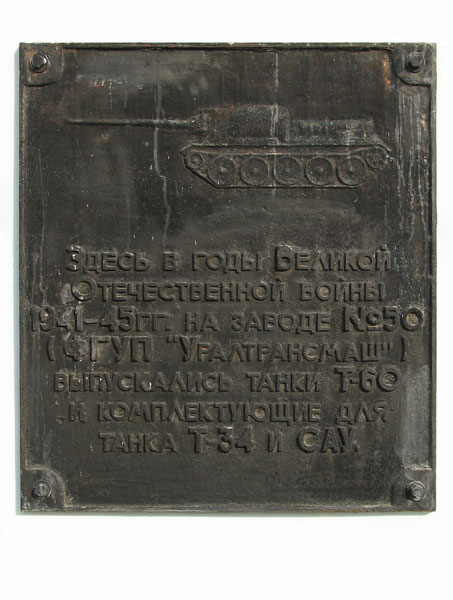 Здесь в годы Великой
Отечественной войны
1941-45гг. на заводе №50
(ФГУП "Уралтрансмаш")
выпускались танки Т-60
и комплектующие для
танка Т-34 и САУ.